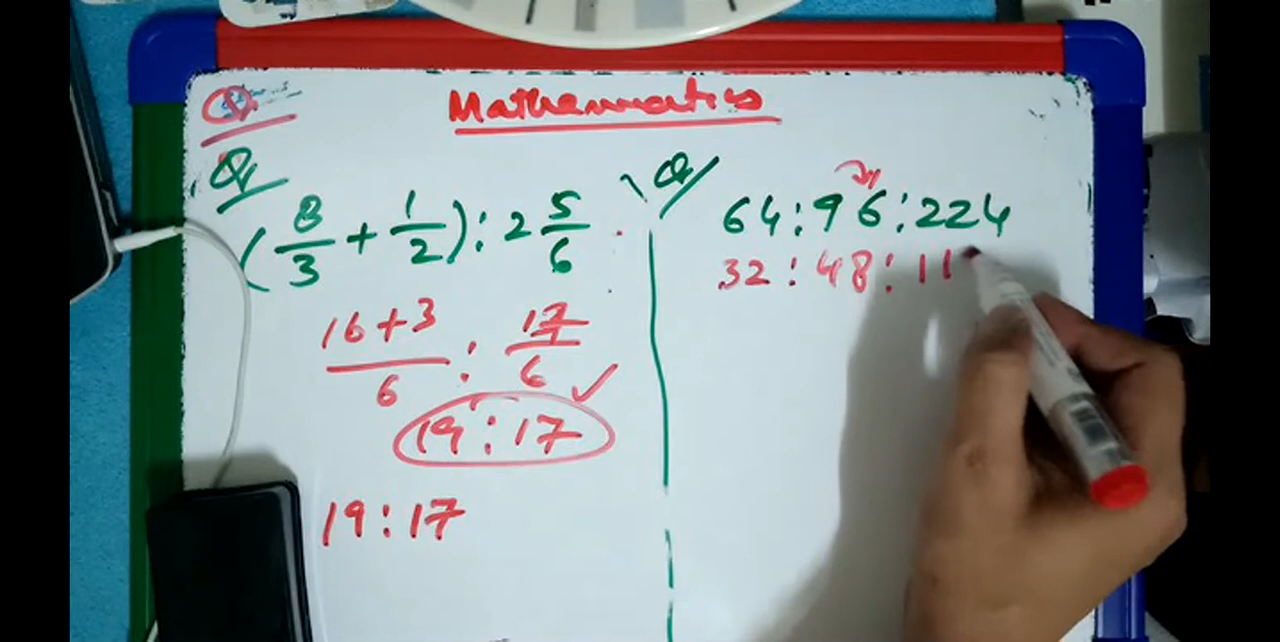 Mathematics
Q
Q
(8/3 + 1/2) : 2 5/6
16+3/6 : 17/6 ✓
19 : 17
19 : 17
Q
64 : 96 : 224
32 : 48 : 11